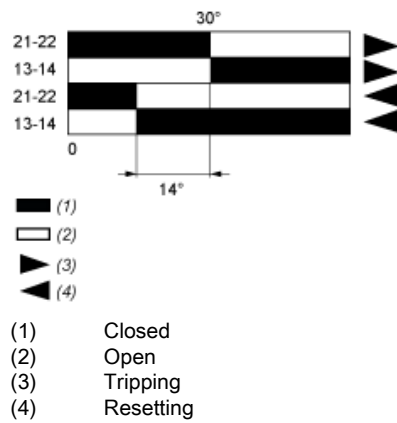 30°
21-22
13-14
21-22
13-14
0
14°
(1)
(2)
(3)
(4)
(1) Closed
(2) Open
(3) Tripping
(4) Resetting